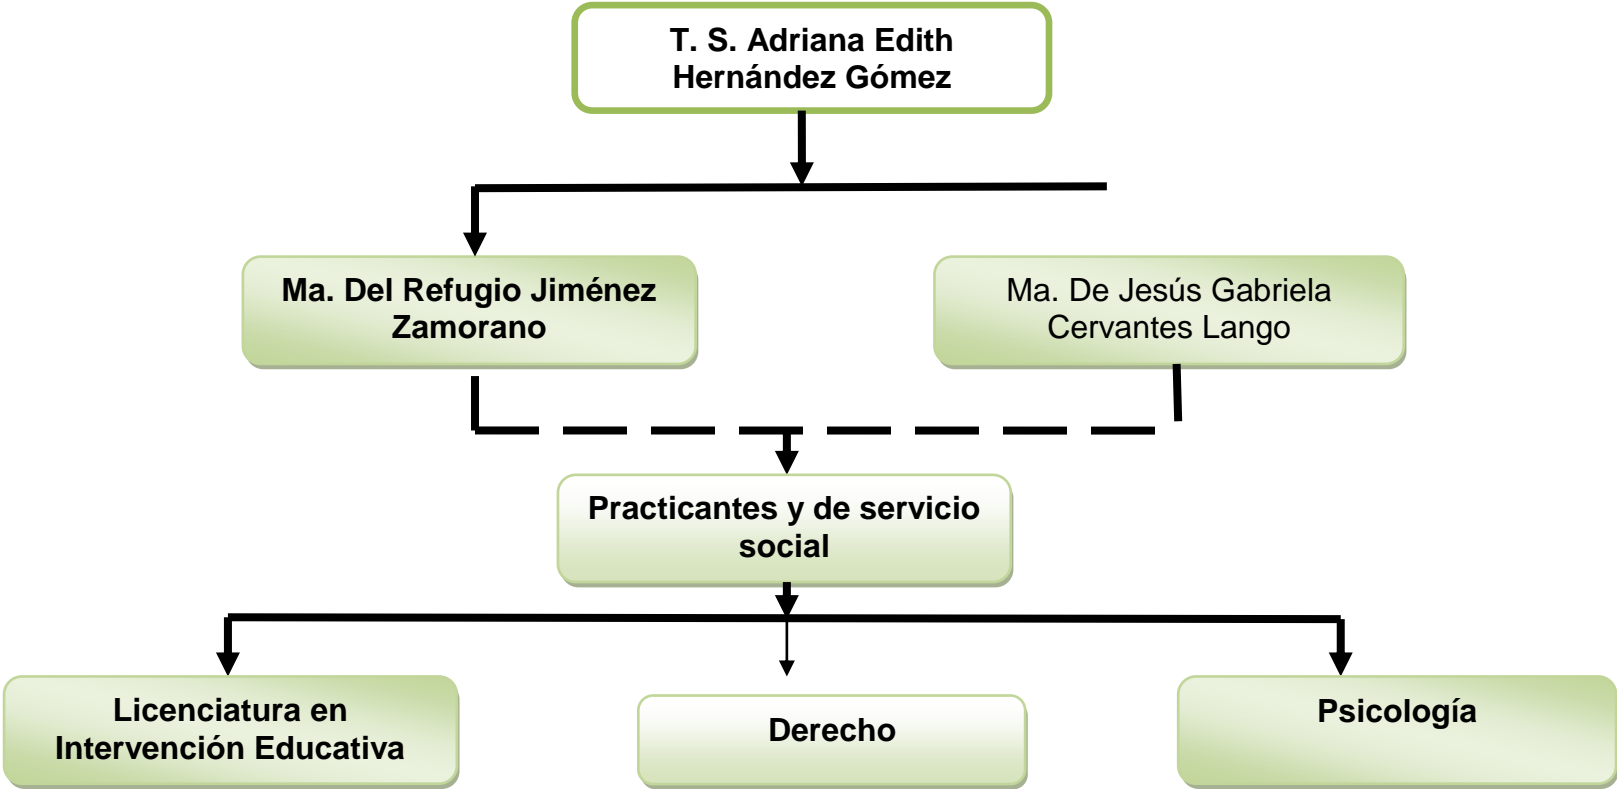 T. S. Adriana Edith
Hernández Gómez
Ma. Del Refugio Jiménez
Zamorano
Ma. De Jesús Gabriela
Cervantes Lango
Practicantes y de servicio
social
Licenciatura en
Intervención Educativa
Derecho
Psicología